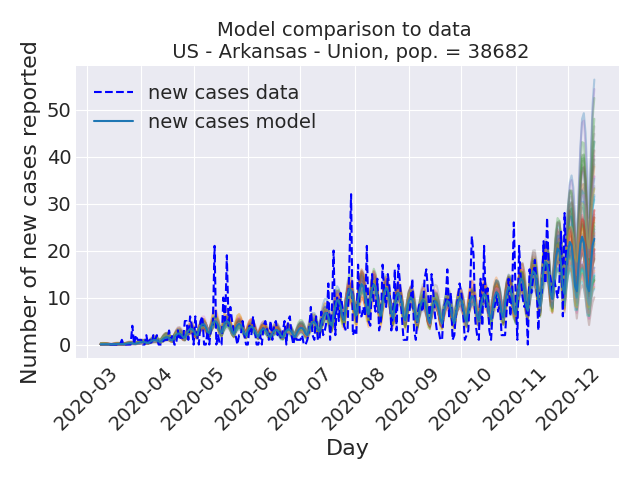 Model comparison to data
US - Arkansas - Union, pop. = 38682
new cases data
new cases model
Number of new cases reported
50
40
30
20
10
0
2020-03
2020-04
2020-05
2020-06
2020-07
2020-08
2020-09
2020-10
2020-11
2020-12
Day